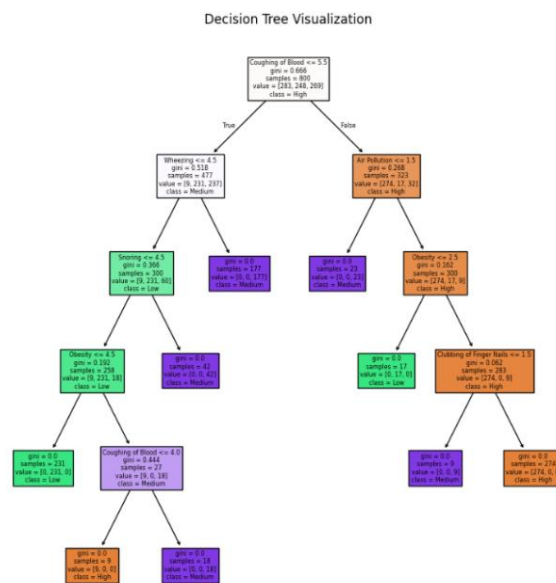 Decision Tree Visualization
Coughing of Blood <= 5.5
gini = 0.666
samples = 800
value = [283, 248, 269]
class = High
True
False
Wheezing <= 4.5
gini = 0.518
samples = 477
value = [9, 231, 237]
class = Medium
Air Pollution <= 1.5
gini = 0.268
samples = 323
value = [274, 17, 32]
class = High
Snoring <= 4.5
gini = 0.366
samples = 300
value = [9, 231, 60]
class = Low
gini = 0.0
samples = 177
value = [0, 0, 177]
class = Medium
gini = 0.0
samples = 23
value = [0, 0, 23]
class = Medium
Obesity <= 2.5
gini = 0.162
samples = 300
value = [274, 17, 9]
class = High
Obesity <= 4.5
gini = 0.192
samples = 258
value = [9, 231, 18]
class = Low
gini = 0.0
samples = 42
value = [0, 0, 42]
class = Medium
gini = 0.0
samples = 17
value = [0, 17, 0]
class = Low
Clubbing of Finger Nails <= 1.5
gini = 0.062
samples = 283
value = [274, 0, 9]
class = High
gini = 0.0
samples = 231
value = [0, 231, 0]
class = Low
Coughing of Blood <= 4.0
gini = 0.444
samples = 27
value = [9, 0, 18]
class = Medium
gini = 0.0
samples = 9
value = [0, 0, 9]
class = Medium
gini = 0.0
samples = 274
value = [274, 0, 0]
class = High
gini = 0.0
samples = 9
value = [9, 0, 0]
class = High
gini = 0.0
samples = 18
value = [0, 0, 18]
class = Medium